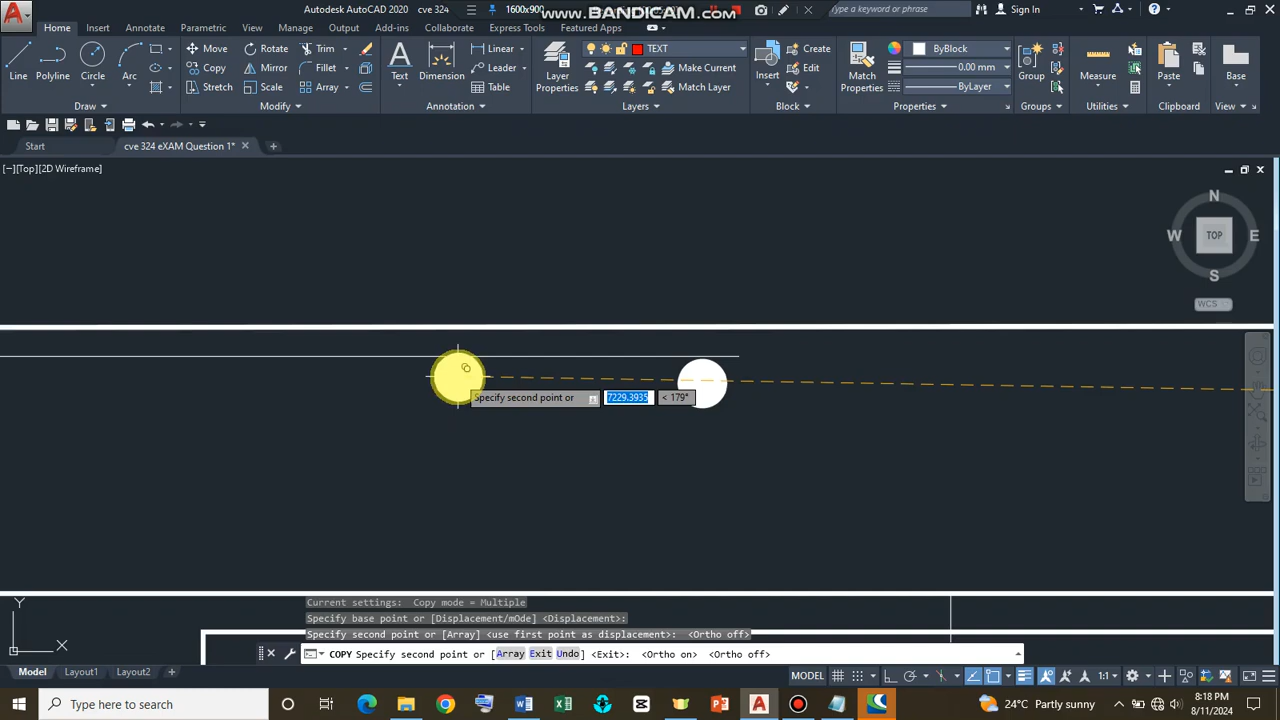 Autodesk AutoCAD 2020 cve 324
1600x900
www.BANDICAM.com
Type a keyword or phrase
Sign In
Home Insert Annotate Parametric View Manage Output Add-ins Collaborate Express Tools Featured Apps
Line Polyline Circle Arc
Move Rotate Trim
Copy Mirror Fillet
Stretch Scale Array
Text Dimension
Linear
Leader
Table
Layer Properties
TEXT
Make Current
Match Layer
Insert
Create
Edit
Match Properties
ByBlock
0.00 mm
ByLayer
Group
Measure
Paste
Base
Draw Modify Annotation Layers Block Properties Groups Utilities Clipboard View
Start cve 324 eXAM Question 1*
[−][Top][2D Wireframe]
N
W TOP E
S
WCS
Specify second point or 7229.3935 < 179°
Y
X
Current settings: Copy mode = Multiple
Specify base point or [Displacement/mOde] <Displacement>:
Specify second point or [Array] <use first point as displacement>: <Ortho off>
COPY Specify second point or [Array Exit Undo] <Exit>: <Ortho on> <Ortho off>
Model Layout1 Layout2
MODEL 1:1
Type here to search
24°C Partly sunny
8:18 PM
8/11/2024